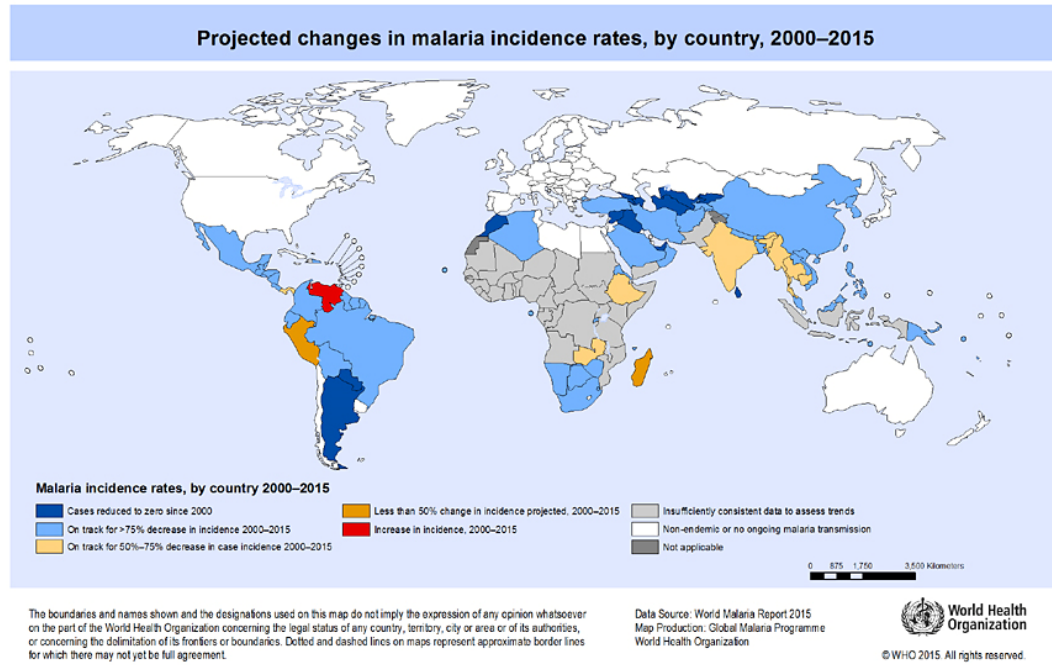 Projected changes in malaria incidence rates, by country, 2000–2015
Malaria incidence rates, by country 2000–2015
Cases reduced to zero since 2000
On track for >75% decrease in incidence 2000–2015
On track for 50%–75% decrease in case incidence 2000–2015
Less than 50% change in incidence projected, 2000–2015
Increase in incidence, 2000–2015
Insufficiently consistent data to assess trends
Non-endemic or no ongoing malaria transmission
Not applicable
0 875 1,750 3,500 Kilometers
The boundaries and names shown and the designations used on this map do not imply the expression of any opinion whatsoever
on the part of the World Health Organization concerning the legal status of any country, territory, city or area or of its authorities,
or concerning the delimitation of its frontiers or boundaries. Dotted and dashed lines on maps represent approximate border lines
for which there may not yet be full agreement.
Data Source: World Malaria Report 2015
Map Production: Global Malaria Programme
World Health Organization
World Health
Organization
© WHO 2015. All rights reserved.